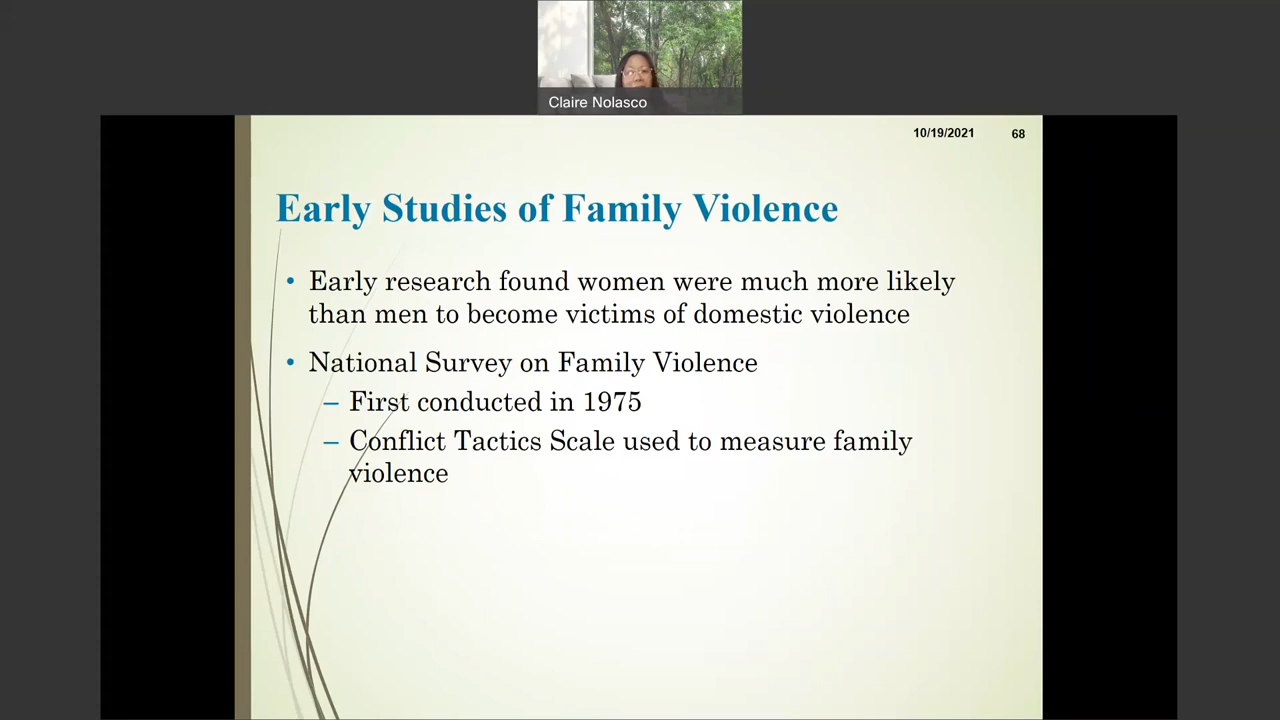 Claire Nolasco
10/19/2021 68
Early Studies of Family Violence
• Early research found women were much more likely
than men to become victims of domestic violence
• National Survey on Family Violence
– First conducted in 1975
– Conflict Tactics Scale used to measure family
violence